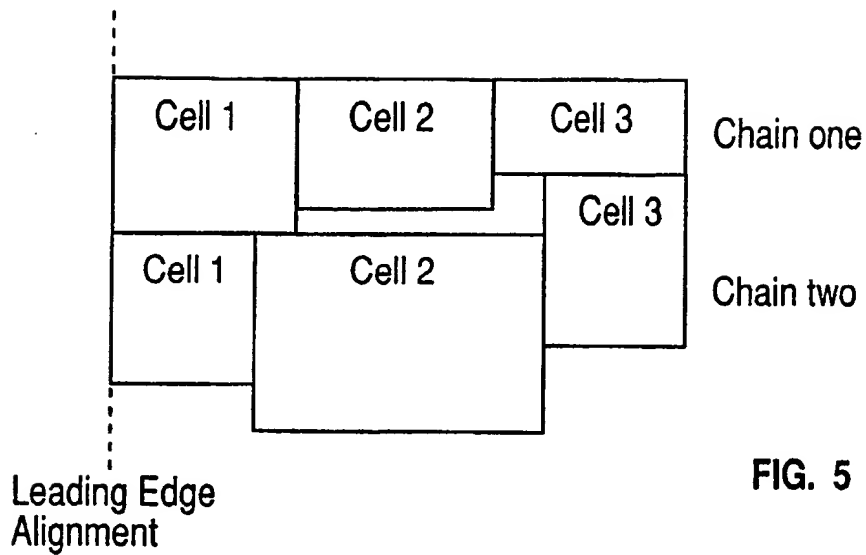 Cell 1
Cell 2
Cell 3
Chain one
Cell 1
Cell 2
Cell 3
Chain two
Leading Edge
Alignment
FIG. 5